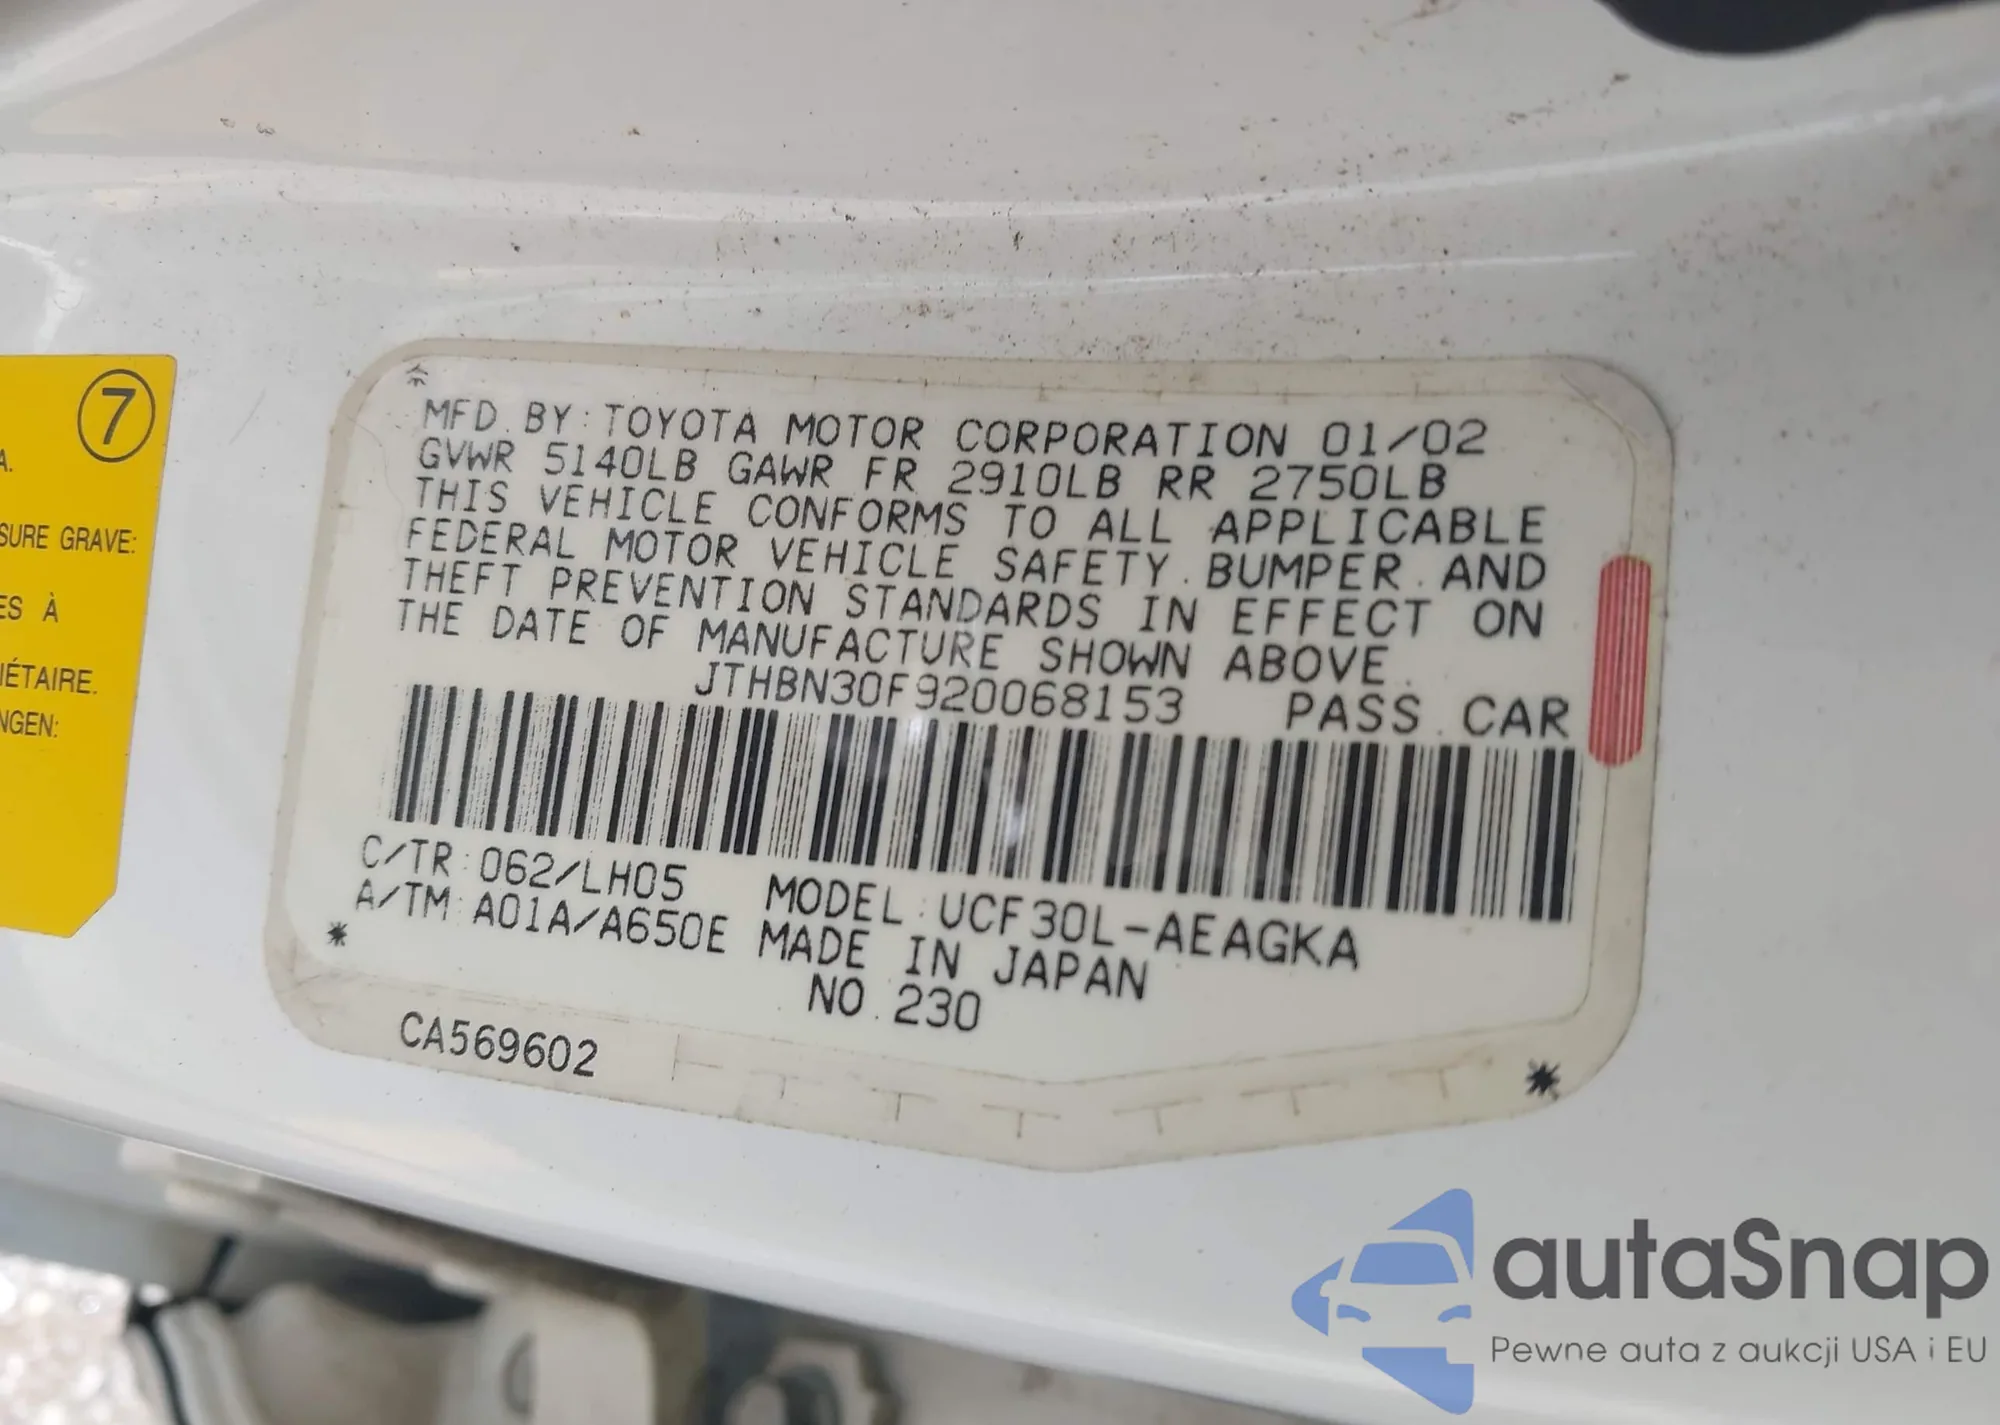 7
A.
SURE GRAVE:
ES À
IÉTAIRE.
NGEN:
MFD. BY: TOYOTA MOTOR CORPORATION 01/02
GVWR 5140LB GAWR FR 2910LB RR 2750LB
THIS VEHICLE CONFORMS TO ALL APPLICABLE
FEDERAL MOTOR VEHICLE SAFETY. BUMPER. AND
THEFT PREVENTION STANDARDS IN EFFECT ON
THE DATE OF MANUFACTURE SHOWN ABOVE.
JTHBN30F920068153 PASS. CAR
C/TR: 062/LH05 MODEL: UCF30L-AEAGKA
A/TM: A01A/A650E MADE IN JAPAN
NO. 230
CA569602
autaSnap
Pewne auta z aukcji USA i EU